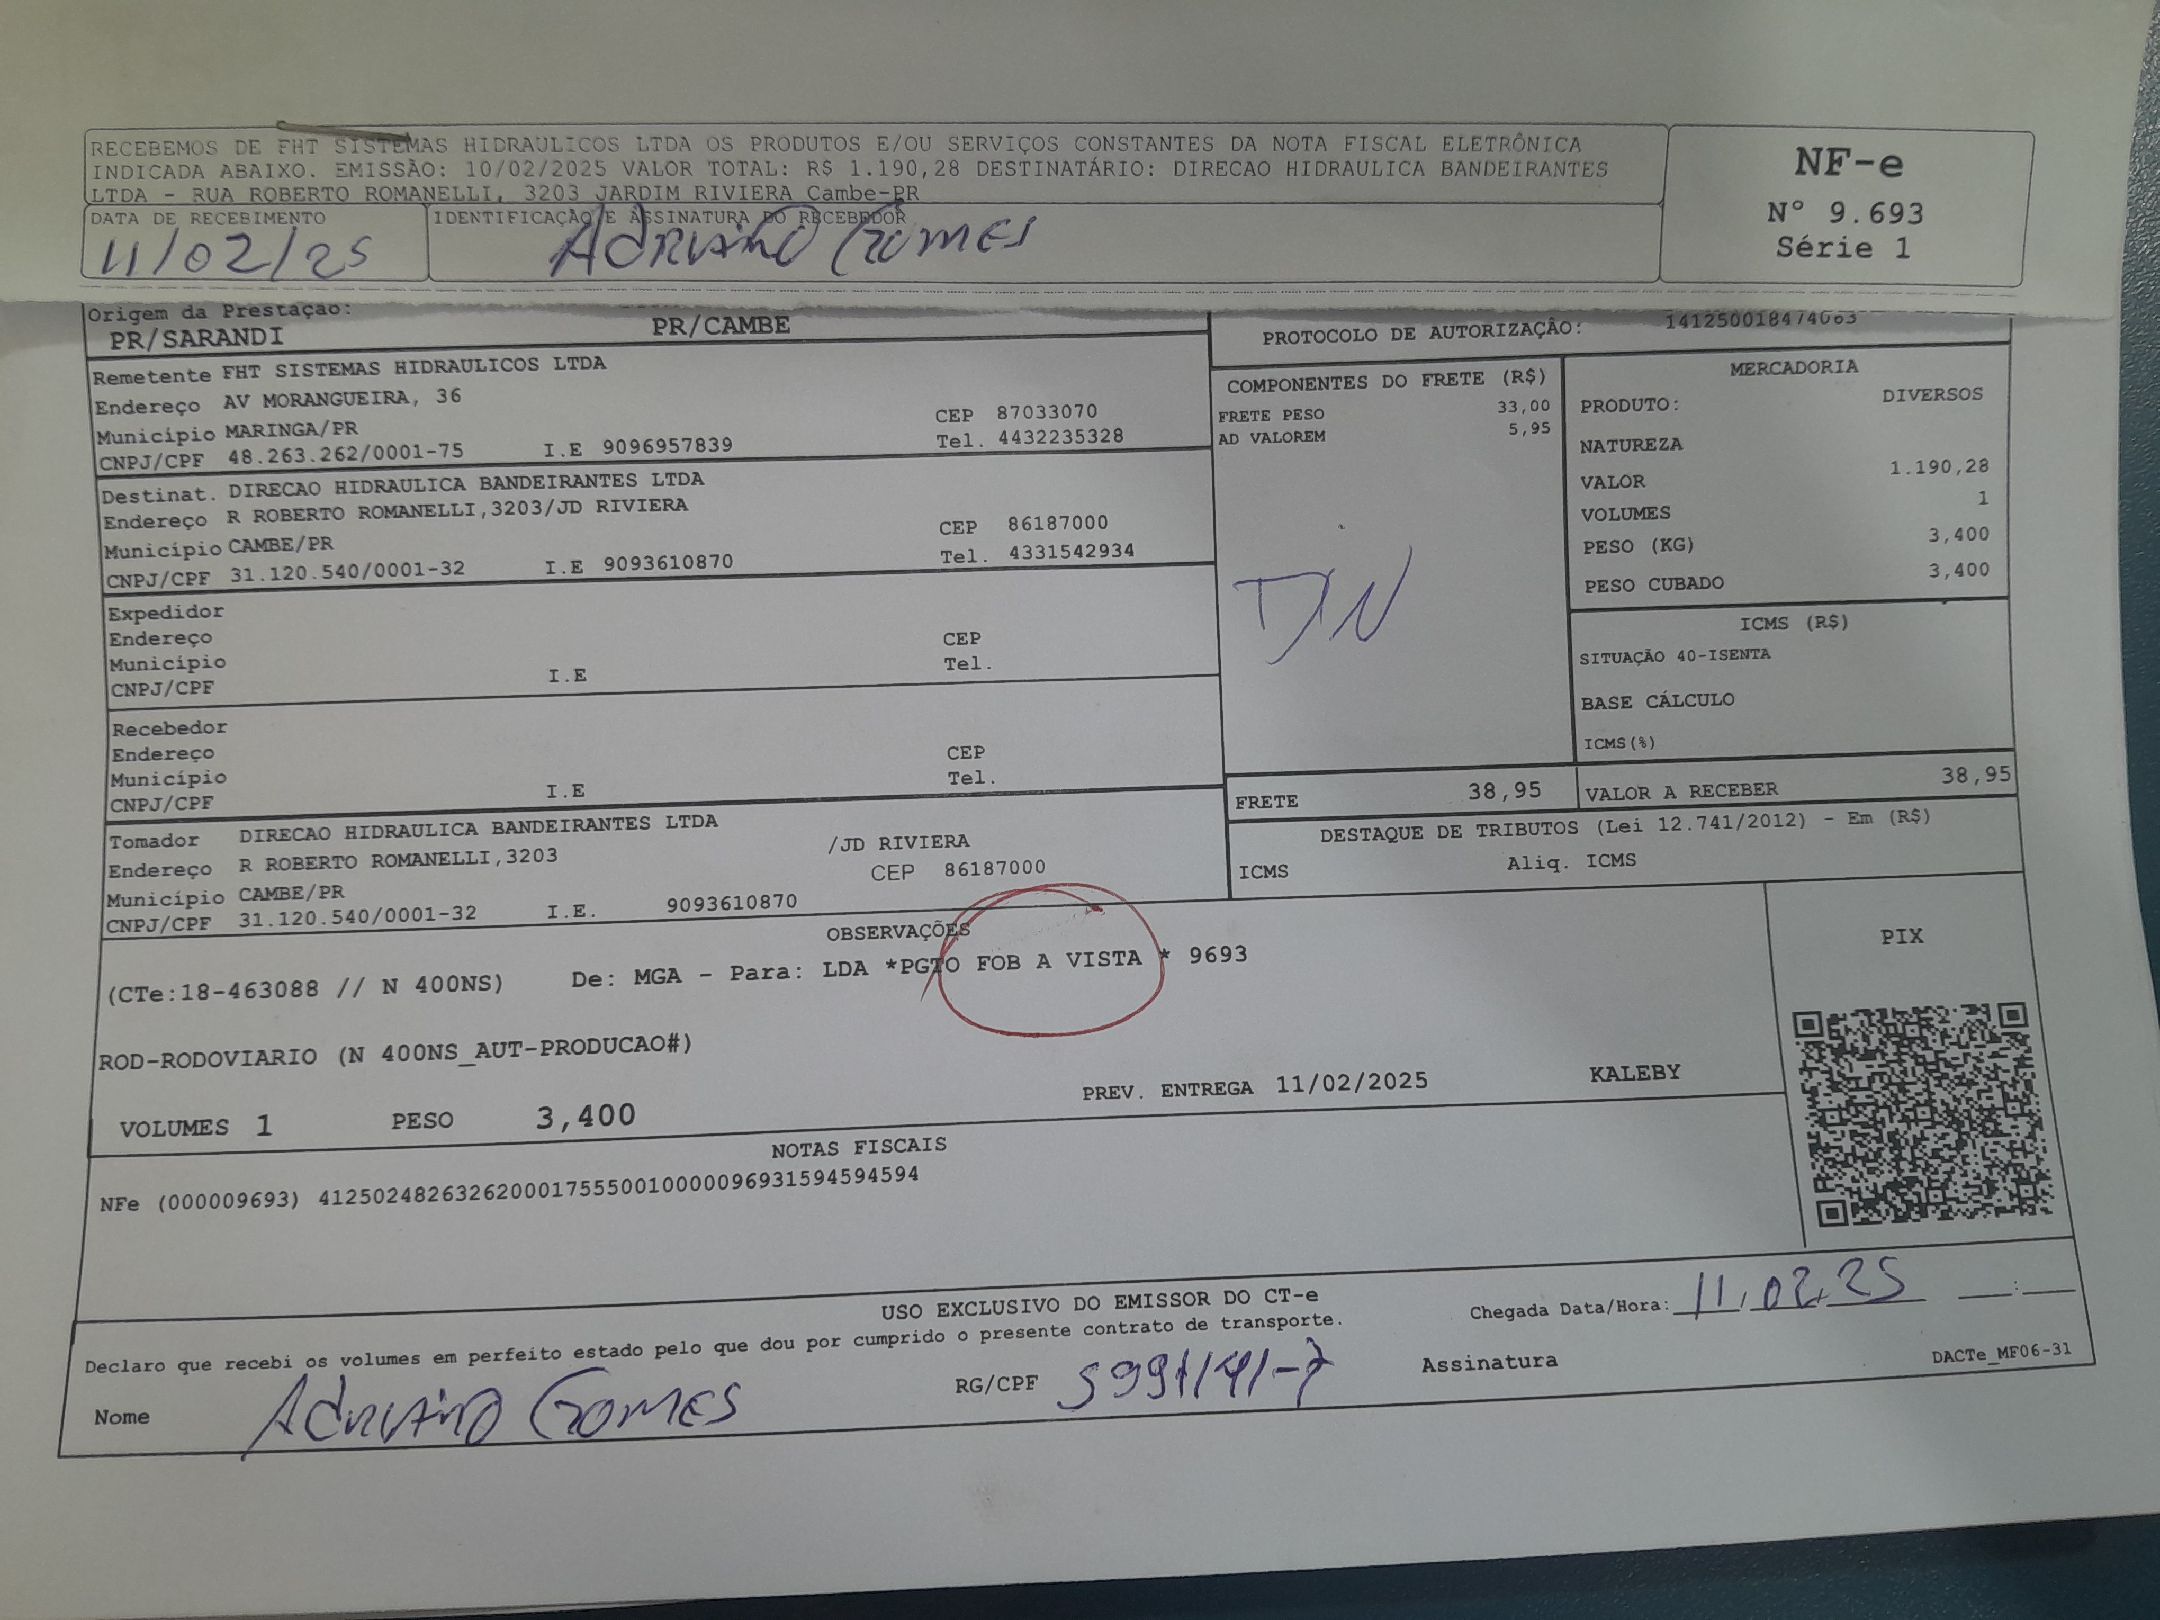 RECEBEMOS DE FHT SISTEMAS HIDRAULICOS LTDA OS PRODUTOS E/OU SERVIÇOS CONSTANTES DA NOTA FISCAL ELETRÔNICA
INDICADA ABAIXO. EMISSÃO: 10/02/2025 VALOR TOTAL: R$ 1.190,28 DESTINATÁRIO: DIRECAO HIDRAULICA BANDEIRANTES
LTDA - RUA ROBERTO ROMANELLI, 3203 JARDIM RIVIERA Cambe-PR
DATA DE RECEBIMENTO
11/02/25
IDENTIFICAÇÃO E ASSINATURA DO RECEBEDOR
ADRIANO GOMES
NF-e
Nº 9.693
Série 1
Origem da Prestação:
PR/SARANDI PR/CAMBE
PROTOCOLO DE AUTORIZAÇÃO: 141250018474063
Remetente FHT SISTEMAS HIDRAULICOS LTDA
Endereço AV MORANGUEIRA, 36
CEP 87033070
Município MARINGA/PR
Tel. 4432235328
CNPJ/CPF 48.263.262/0001-75 I.E 9096957839
Destinat. DIRECAO HIDRAULICA BANDEIRANTES LTDA
Endereço R ROBERTO ROMANELLI,3203/JD RIVIERA
CEP 86187000
Município CAMBE/PR
Tel. 4331542934
CNPJ/CPF 31.120.540/0001-32 I.E 9093610870
Expedidor
Endereço
CEP
Município
Tel.
CNPJ/CPF I.E
Recebedor
Endereço
CEP
Município
Tel.
CNPJ/CPF I.E
Tomador DIRECAO HIDRAULICA BANDEIRANTES LTDA
Endereço R ROBERTO ROMANELLI,3203 /JD RIVIERA
Município CAMBE/PR CEP 86187000
CNPJ/CPF 31.120.540/0001-32 I.E. 9093610870
COMPONENTES DO FRETE (R$)
FRETE PESO 33,00
AD VALOREM 5,95
MERCADORIA
PRODUTO: DIVERSOS
NATUREZA
VALOR 1.190,28
VOLUMES 1
PESO (KG) 3,400
PESO CUBADO 3,400
ICMS (R$)
SITUAÇÃO 40-ISENTA
BASE CÁLCULO
ICMS(%)
FRETE 38,95
VALOR A RECEBER 38,95
DESTAQUE DE TRIBUTOS (Lei 12.741/2012) - Em (R$)
ICMS Aliq. ICMS
OBSERVAÇÕES
(CTe:18-463088 // N 400NS) De: MGA - Para: LDA *PGTO FOB A VISTA * 9693
ROD-RODOVIARIO (N 400NS_AUT-PRODUCAO#)
PREV. ENTREGA 11/02/2025 KALEBY
VOLUMES 1 PESO 3,400
PIX
NOTAS FISCAIS
NFe (000009693) 41250248263262000175550010000096931594594594
USO EXCLUSIVO DO EMISSOR DO CT-e
Declaro que recebi os volumes em perfeito estado pelo que dou por cumprido o presente contrato de transporte.
Chegada Data/Hora: 11/02/25 __:__
Nome ADRIANO GOMES RG/CPF Assinatura
DACTe_MF06-31